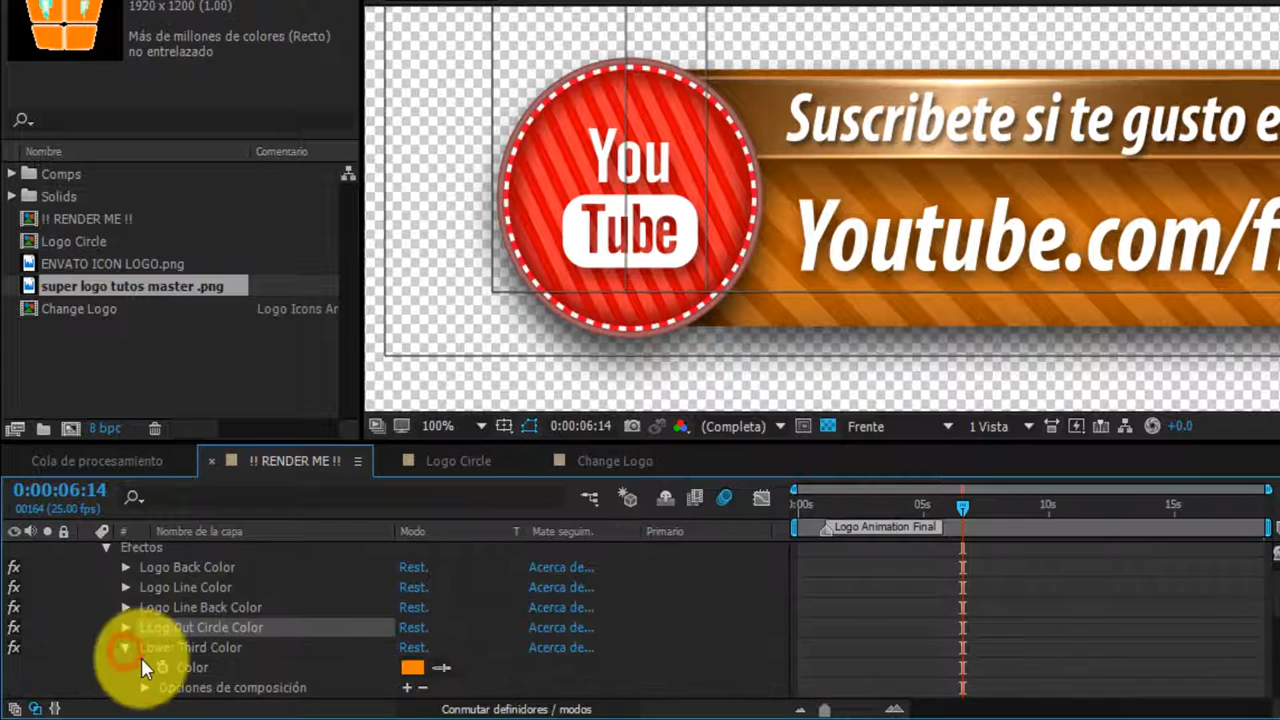 1920 x 1200 (1.00)
Más de millones de colores (Recto)
no entrelazado
Nombre
Comentario
Comps
Solids
!! RENDER ME !!
Logo Circle
ENVATO ICON LOGO.png
super logo tutos master .png
Change Logo
Logo Icons Ar
8 bpc
You
Tube
Suscribete si te gusto e
Youtube.com/f
100%
0:00:06:14
(Completa)
Frente
1 Vista
+0.0
Cola de procesamiento
× !! RENDER ME !!
Logo Circle
Change Logo
0:00:06:14
00164 (25.00 fps)
:00s
05s
10s
15s
Logo Animation Final
#
Nombre de la capa
Modo
T
Mate seguim.
Primario
Efectos
fx Logo Back Color Rest. Acerca de...
fx Logo Line Color Rest. Acerca de...
fx Logo Line Back Color Rest. Acerca de...
fx Out Circle Color Rest. Acerca de...
fx Lower Third Color Rest. Acerca de...
Color
Opciones de composición
+ −
Conmutar definidores / modos